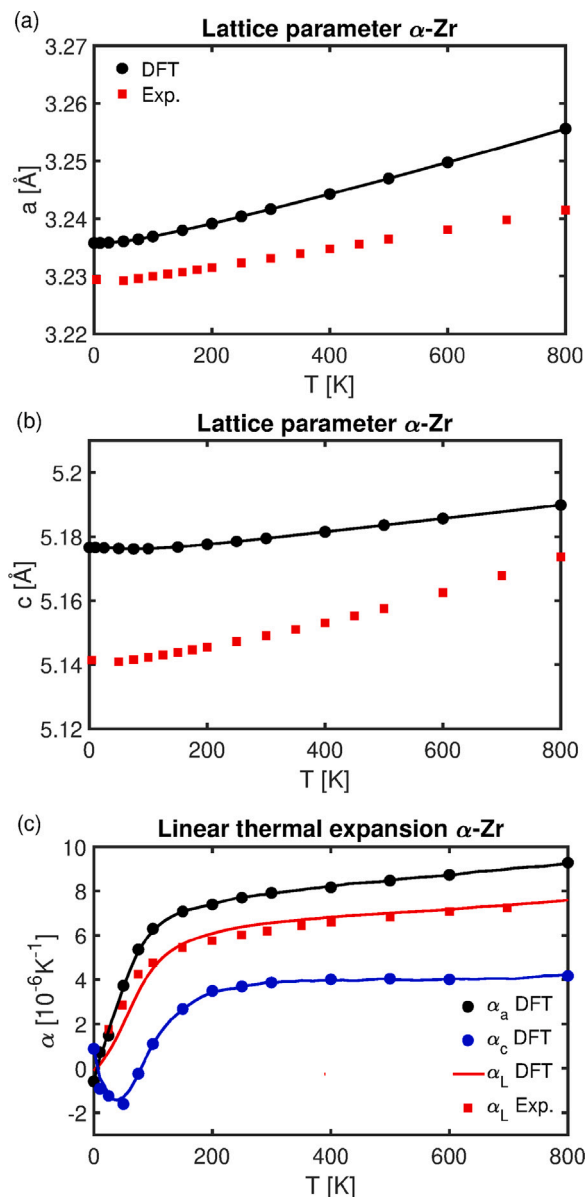 (a)
Lattice parameter α-Zr
3.27
3.26
3.25
3.24
3.23
3.22
a [Å]
DFT
Exp.
0 200 400 600 800
T [K]
(b)
Lattice parameter α-Zr
5.2
5.18
5.16
5.14
5.12
c [Å]
0 200 400 600 800
T [K]
(c)
Linear thermal expansion α-Zr
10
8
6
4
2
0
-2
α [10⁻⁶K⁻¹]
αₐ DFT
α_c DFT
α_L DFT
α_L Exp.
0 200 400 600 800
T [K]